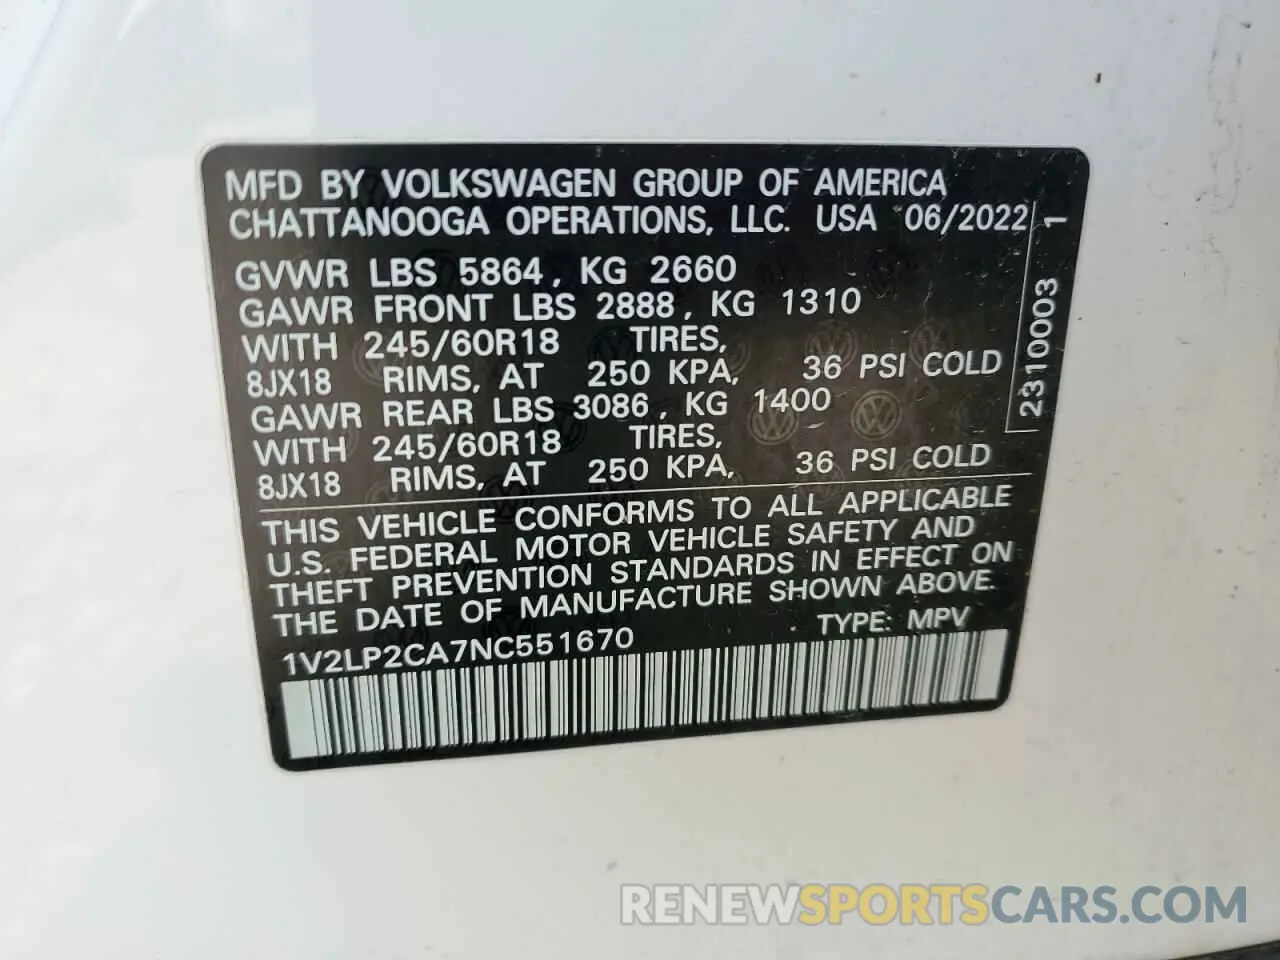 MFD BY VOLKSWAGEN GROUP OF AMERICA
CHATTANOOGA OPERATIONS, LLC. USA 06/2022
GVWR LBS 5864, KG 2660
GAWR FRONT LBS 2888, KG 1310
WITH 245/60R18 TIRES,
8JX18 RIMS, AT 250 KPA, 36 PSI COLD
GAWR REAR LBS 3086, KG 1400
WITH 245/60R18 TIRES,
8JX18 RIMS, AT 250 KPA, 36 PSI COLD
2310003 1
THIS VEHICLE CONFORMS TO ALL APPLICABLE
U.S. FEDERAL MOTOR VEHICLE SAFETY AND
THEFT PREVENTION STANDARDS IN EFFECT ON
THE DATE OF MANUFACTURE SHOWN ABOVE.
1V2LP2CA7NC551670 TYPE: MPV
RENEWSPORTSCARS.COM